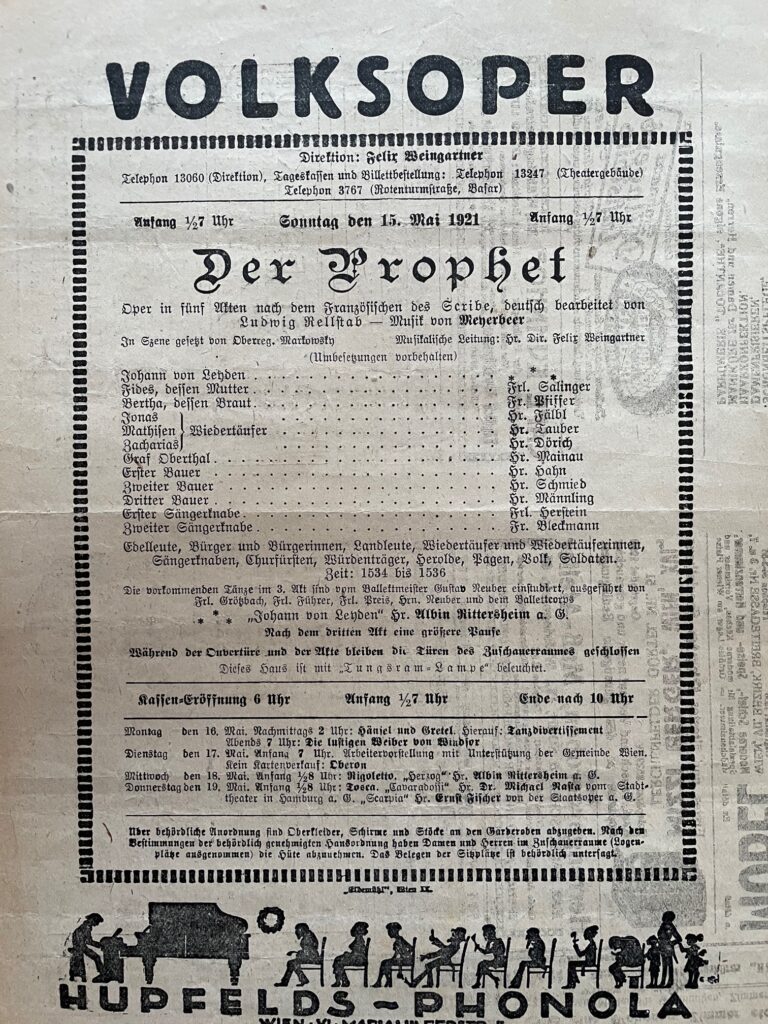 VOLKSOPER
Direktion: Felix Weingartner
Telephon 13060 (Direktion), Tageskassen und Billettbestellung: Telephon 13247 (Theatergebäude)
Telephon 3767 (Rotenturmstraße, Basar)
Anfang ½7 Uhr Sonntag den 15. Mai 1921 Anfang ½7 Uhr
Der Prophet
Oper in fünf Akten nach dem Französischen des Scribe, deutsch bearbeitet von
Ludwig Rellstab — Musik von Meyerbeer
In Szene gesetzt von Oberreg. Markowsky Musikalische Leitung: Hr. Dir. Felix Weingartner
(Umbesetzungen vorbehalten)
Johann von Leyden * * *
Fides, dessen Mutter Frl. Salinger
Bertha, dessen Braut Fr. Pfiffer
Jonas Hr. Fälbl
Mathisen } Wiedertäufer Hr. Tauber
Zacharias Hr. Dörich
Graf Oberthal Hr. Mainau
Erster Bauer Hr. Hahn
Zweiter Bauer Hr. Schmied
Dritter Bauer Hr. Männling
Erster Sängerknabe Frl. Herstein
Zweiter Sängerknabe Fr. Bleckmann
Edelleute, Bürger und Bürgerinnen, Landleute, Wiedertäufer und Wiedertäuferinnen,
Sängerknaben, Churfürsten, Würdenträger, Herolde, Pagen, Volk, Soldaten.
Zeit: 1534 bis 1536
Die vorkommenden Tänze im 3. Akt sind vom Ballettmeister Gustav Neuber einstudiert, ausgeführt von
Frl. Größbach, Frl. Führer, Frl. Preis, Hrn. Neuber und dem Ballettcorps
* * * „Johann von Leyden" Hr. Albin Rittersheim a. G.
Nach dem dritten Akt eine größere Pause
Während der Ouvertüre und der Akte bleiben die Türen des Zuschauerraumes geschlossen
Dieses Haus ist mit „Tungsram-Lampe" beleuchtet.
Kassen-Eröffnung 6 Uhr Anfang ½7 Uhr Ende nach 10 Uhr
Montag den 16. Mai. Nachmittags 2 Uhr: Hänsel und Gretel. Hierauf: Tanzdivertissement
Abends 7 Uhr: Die lustigen Weiber von Windsor
Dienstag den 17. Mai. Anfang 7 Uhr. Arbeitervorstellung mit Unterstützung der Gemeinde Wien.
Kein Kartenverkauf: Oberon
Mittwoch den 18. Mai. Anfang ½8 Uhr: Rigoletto. „Herzog" Hr. Albin Rittersheim a. G.
Donnerstag den 19. Mai. Anfang ½8 Uhr: Tosca. „Cavaradossi" Hr. Dr. Michael Nasta vom Stadt-
theater in Hamburg a. G. „Scarpia" Hr. Ernst Fischer von der Staatsoper a. G.
Über behördliche Anordnung sind Oberkleider, Schirme und Stöcke an den Garderoben abzugeben. Nach den
Bestimmungen der behördlich genehmigten Hausordnung haben Damen und Herren im Zuschauerraume (Logen-
plätze ausgenommen) die Hüte abzunehmen. Das Belegen der Sitzplätze ist behördlich untersagt.
„Elbemühl", Wien IX.
HUPFELDS-PHONOLA
WIEN·VI·MARIAHILFERSTR.